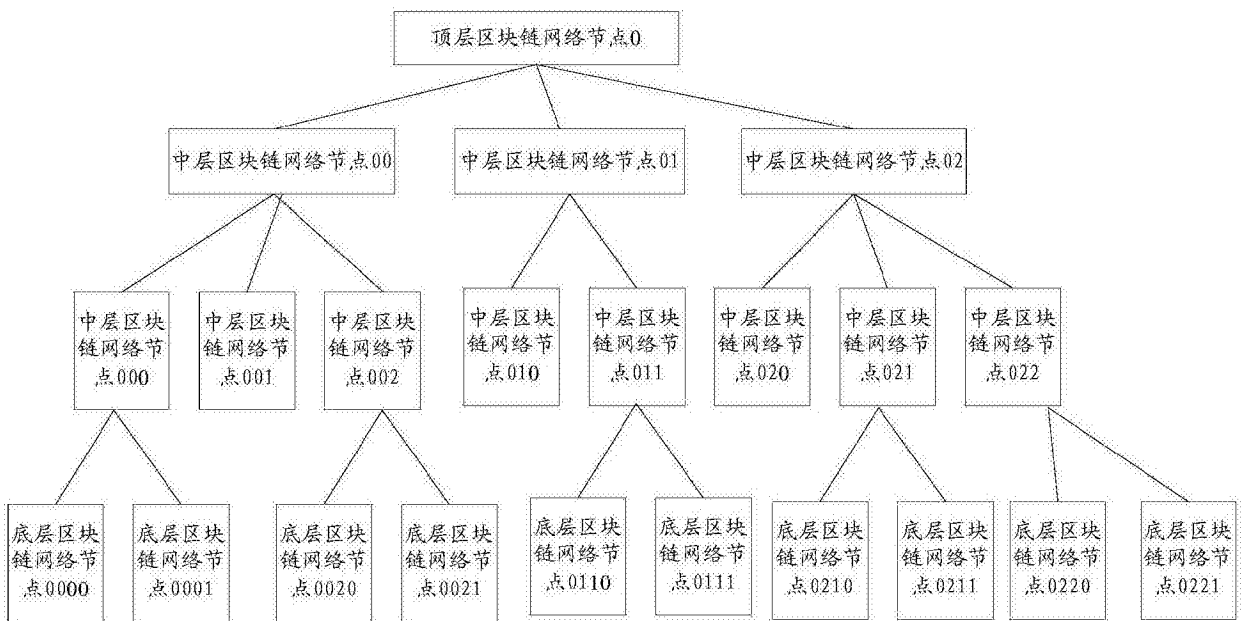 顶层区块链网络节点0
中层区块链网络节点00
中层区块链网络节点01
中层区块链网络节点02
中层区块
链网络节
点000
中层区块
链网络节
点001
中层区块
链网络节
点002
中层区块
链网络节
点010
中层区块
链网络节
点011
中层区块
链网络节
点020
中层区块
链网络节
点021
中层区块
链网络节
点022
底层区块
链网络节
点0000
底层区块
链网络节
点0001
底层区块
链网络节
点0020
底层区块
链网络节
点0021
底层区块
链网络节
点0110
底层区块
链网络节
点0111
底层区块
链网络节
点0210
底层区块
链网络节
点0211
底层区块
链网络节
点0220
底层区块
链网络节
点0221